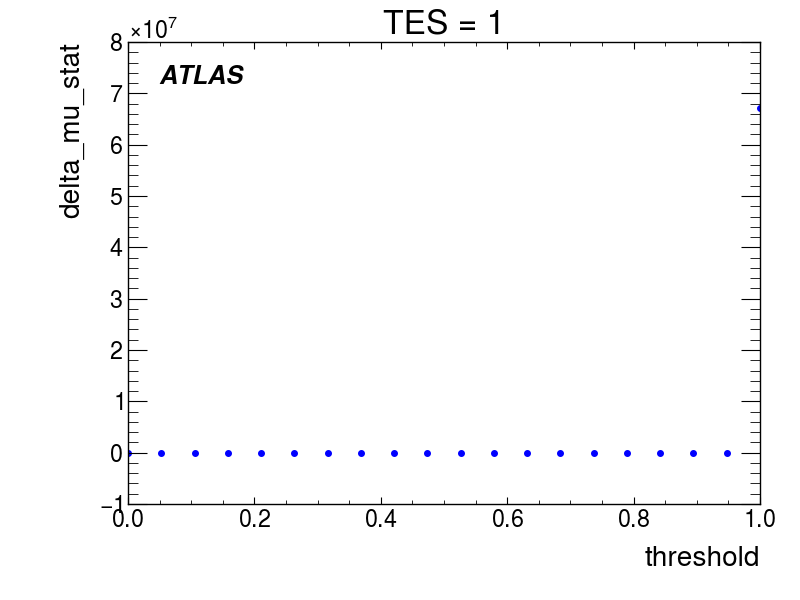 TES = 1
×10⁷
ATLAS
delta_mu_stat
8
7
6
5
4
3
2
1
0
−1
0.0 0.2 0.4 0.6 0.8 1.0
threshold